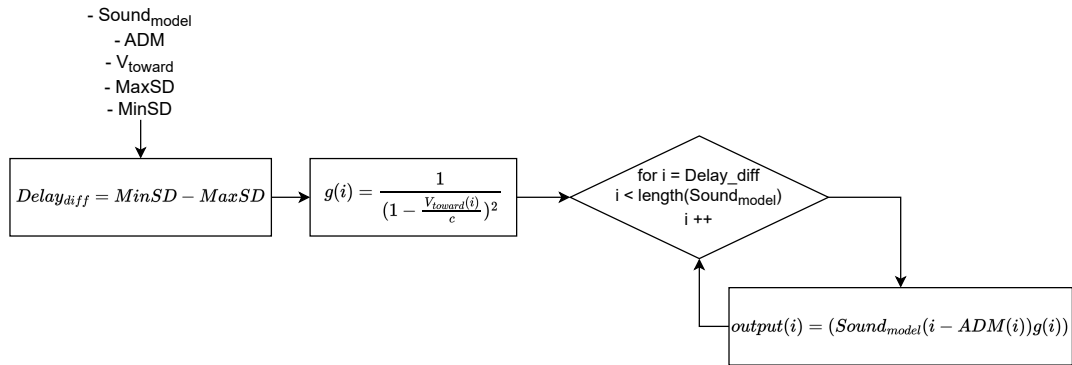 - Sound_model
- ADM
- V_toward
- MaxSD
- MinSD
Delay_diff = MinSD − MaxSD
g(i) = 1 / (1 − V_toward(i) / c)^2
for i = Delay_diff
i < length(Sound_model)
i ++
output(i) = (Sound_model(i − ADM(i))g(i))